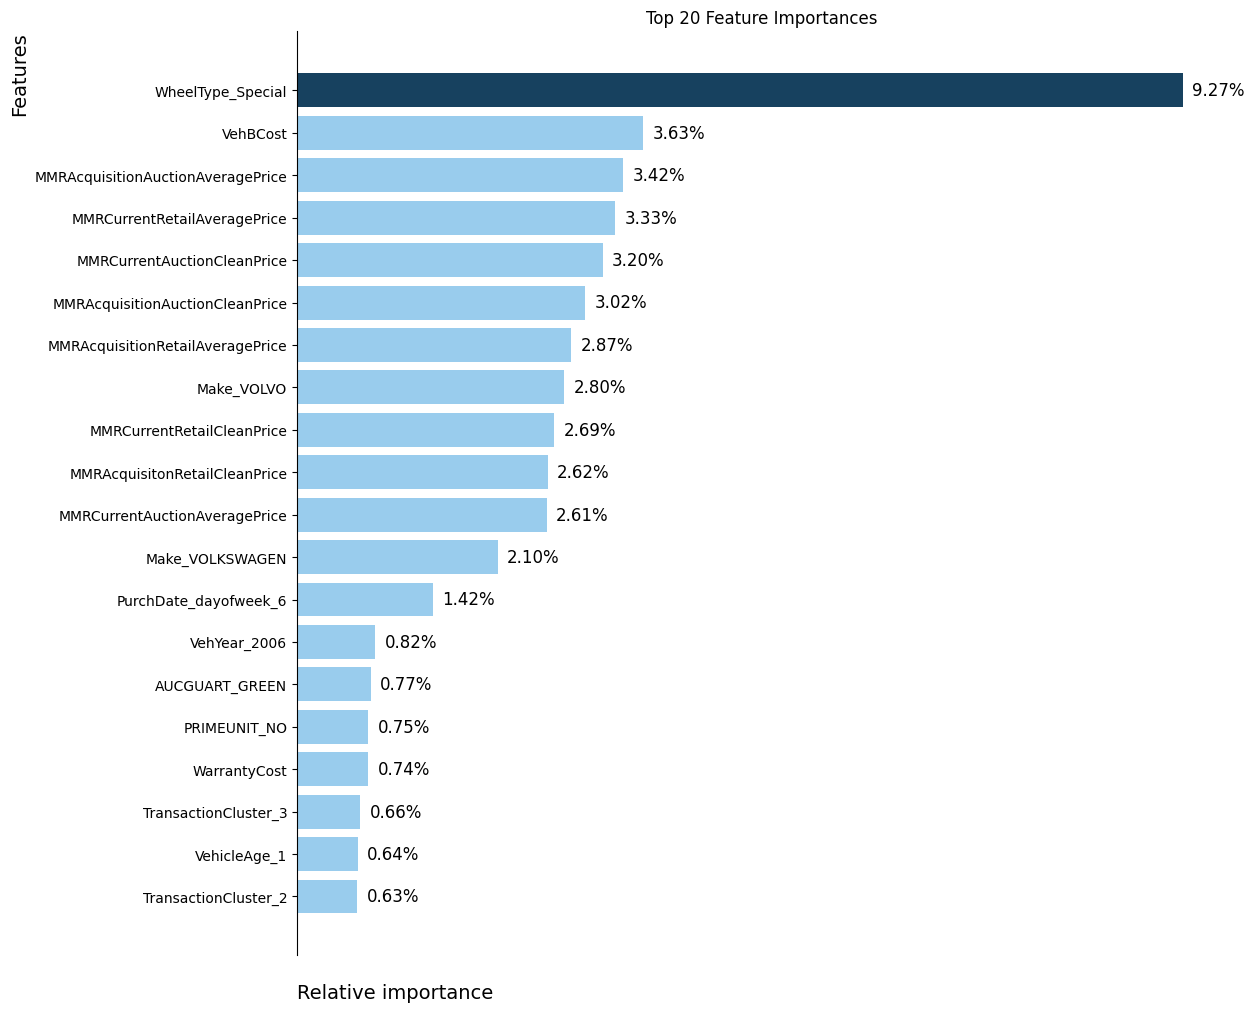 Top 20 Feature Importances
Features
WheelType_Special 9.27%
VehBCost 3.63%
MMRAcquisitionAuctionAveragePrice 3.42%
MMRCurrentRetailAveragePrice 3.33%
MMRCurrentAuctionCleanPrice 3.20%
MMRAcquisitionAuctionCleanPrice 3.02%
MMRAcquisitionRetailAveragePrice 2.87%
Make_VOLVO 2.80%
MMRCurrentRetailCleanPrice 2.69%
MMRAcquisitonRetailCleanPrice 2.62%
MMRCurrentAuctionAveragePrice 2.61%
Make_VOLKSWAGEN 2.10%
PurchDate_dayofweek_6 1.42%
VehYear_2006 0.82%
AUCGUART_GREEN 0.77%
PRIMEUNIT_NO 0.75%
WarrantyCost 0.74%
TransactionCluster_3 0.66%
VehicleAge_1 0.64%
TransactionCluster_2 0.63%
Relative importance